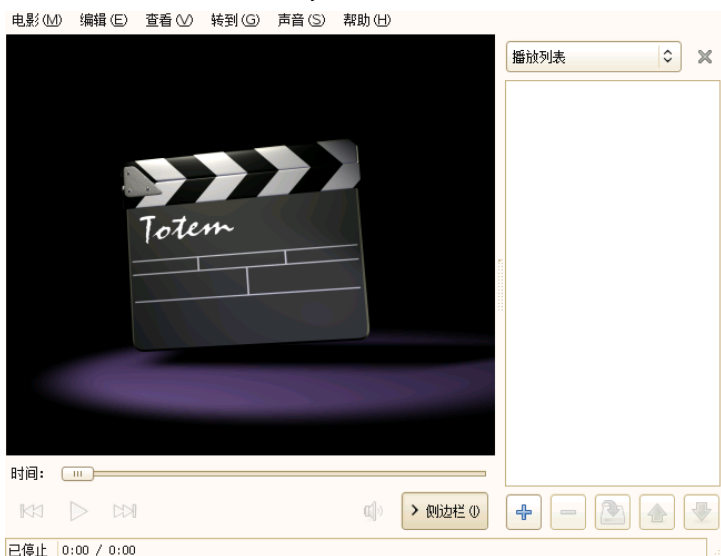 电影(M) 编辑(E) 查看(V) 转到(G) 声音(S) 帮助(H)
播放列表
Totem
时间:
侧边栏(I)
已停止 0:00 / 0:00